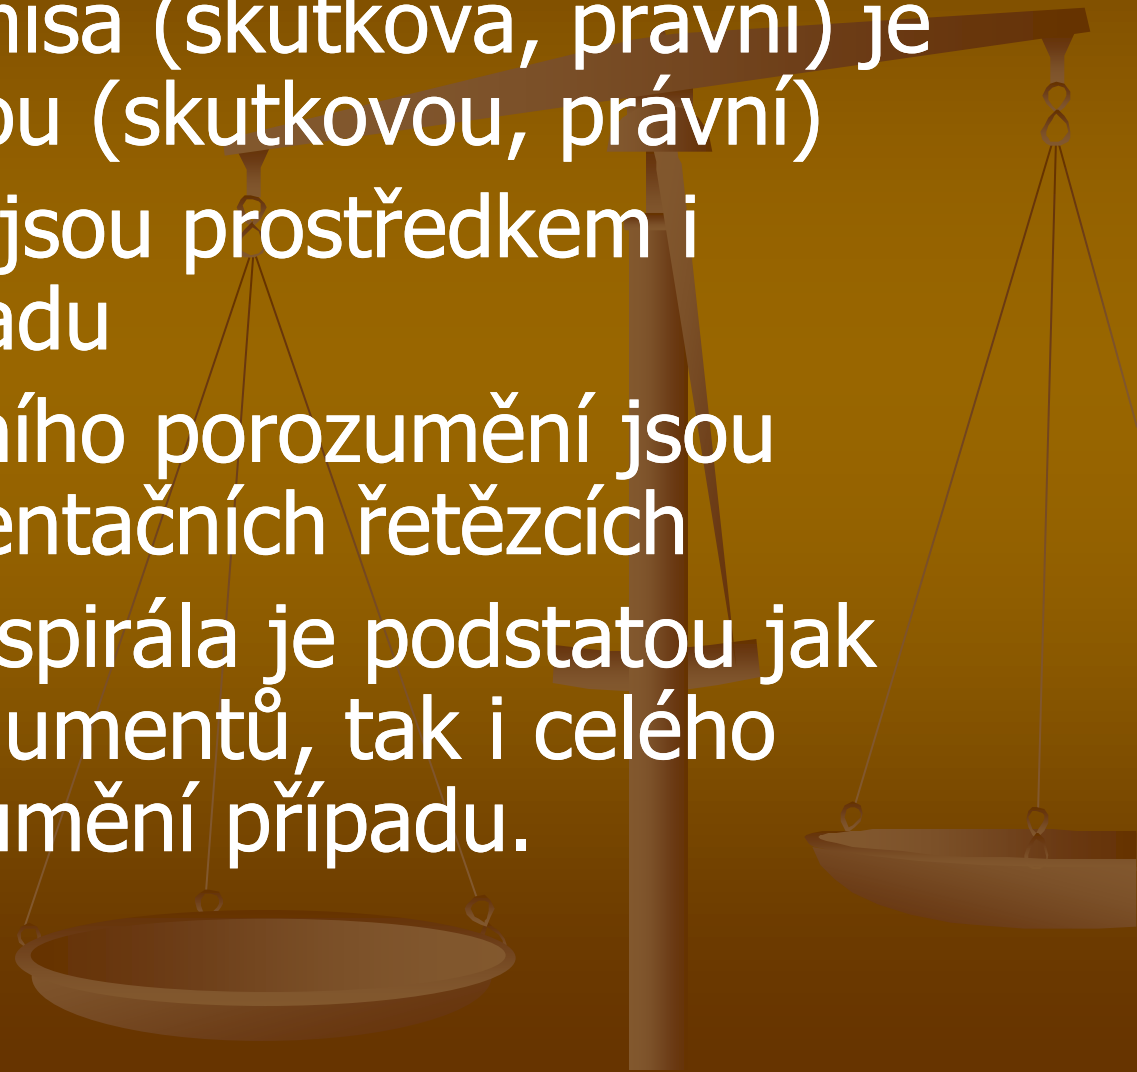 misa (skutková, právní) je
ou (skutkovou, právní)
jsou prostředkem i
adu
ního porozumění jsou
entačních řetězcích
spirála je podstatou jak
umentů, tak i celého
umění případu.